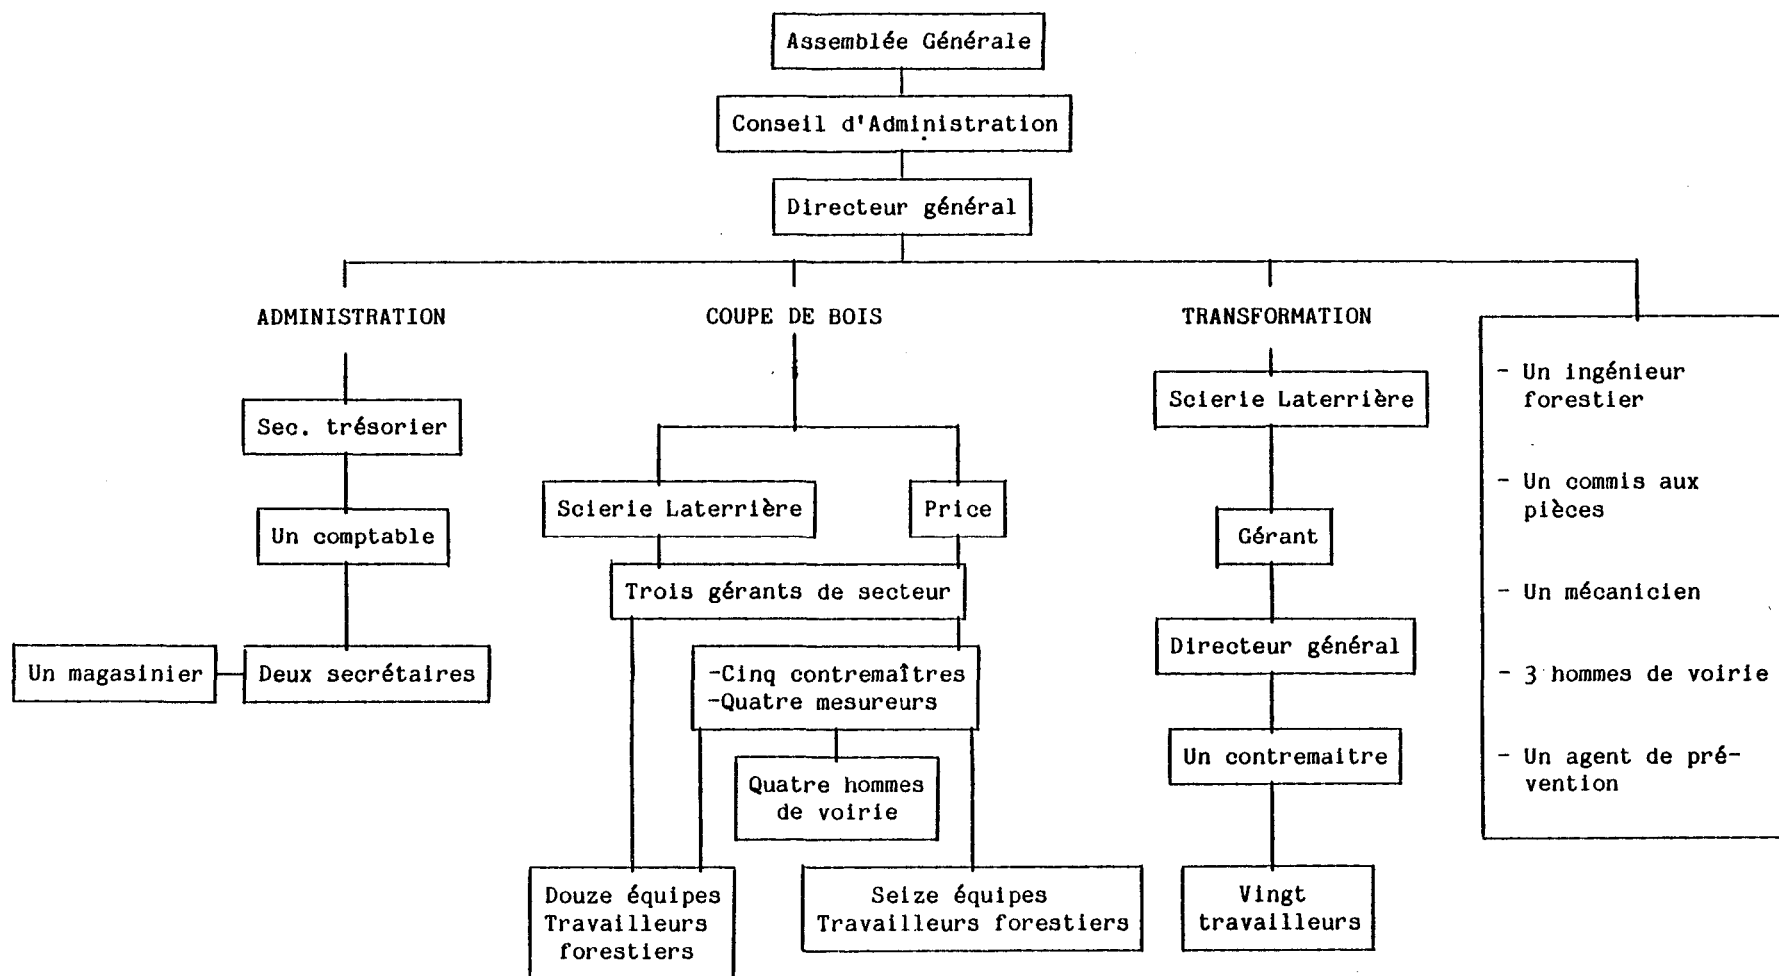 Assemblée Générale
Conseil d'Administration
Directeur général
ADMINISTRATION
COUPE DE BOIS
TRANSFORMATION
Sec. trésorier
Un comptable
Un magasinier
Deux secrétaires
Scierie Laterrière
Price
Trois gérants de secteur
-Cinq contremaîtres
-Quatre mesureurs
Quatre hommes
de voirie
Douze équipes
Travailleurs
forestiers
Seize équipes
Travailleurs forestiers
Scierie Laterrière
Gérant
Directeur général
Un contremaitre
Vingt
travailleurs
- Un ingénieur
forestier
- Un commis aux
pièces
- Un mécanicien
- 3 hommes de voirie
- Un agent de pré-
vention